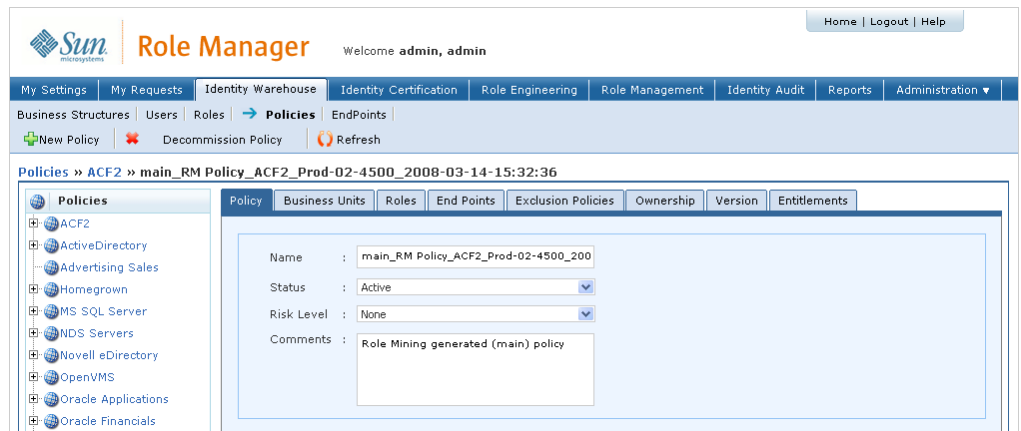 Home | Logout | Help
Sun
microsystems
Role Manager
Welcome admin, admin
My Settings My Requests Identity Warehouse Identity Certification Role Engineering Role Management Identity Audit Reports Administration
Business Structures Users Roles Policies EndPoints
New Policy Decommission Policy Refresh
Policies » ACF2 » main_RM Policy_ACF2_Prod-02-4500_2008-03-14-15:32:36
Policies
ACF2
ActiveDirectory
Advertising Sales
Homegrown
MS SQL Server
NDS Servers
Novell eDirectory
OpenVMS
Oracle Applications
Oracle Financials
Policy Business Units Roles End Points Exclusion Policies Ownership Version Entitlements
Name : main_RM Policy_ACF2_Prod-02-4500_200
Status : Active
Risk Level : None
Comments : Role Mining generated (main) policy